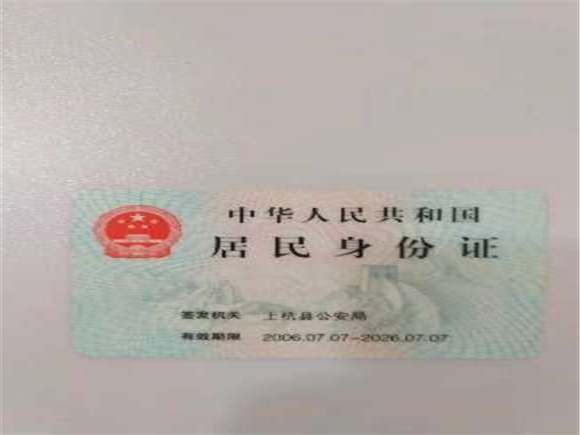 中华人民共和国
居民身份证
签发机关 上杭县公安局
有效期限 2006.07.07-2026.07.07